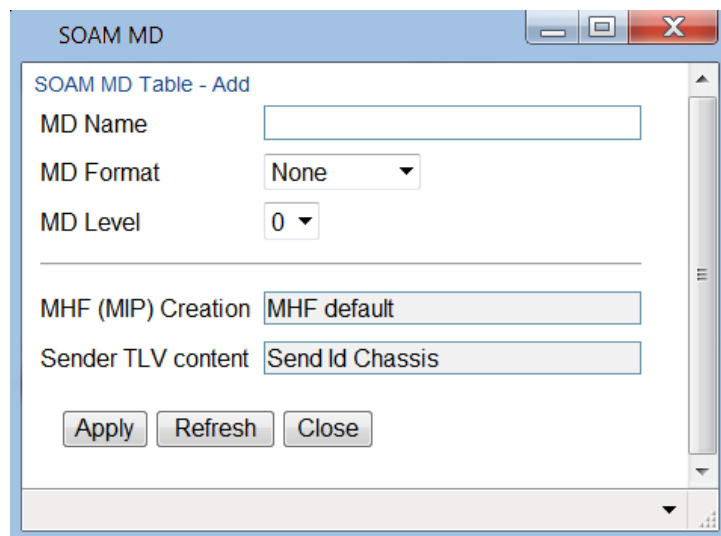 SOAM MD
SOAM MD Table - Add
MD Name
MD Format None
MD Level 0
MHF (MIP) Creation MHF default
Sender TLV content Send Id Chassis
Apply Refresh Close